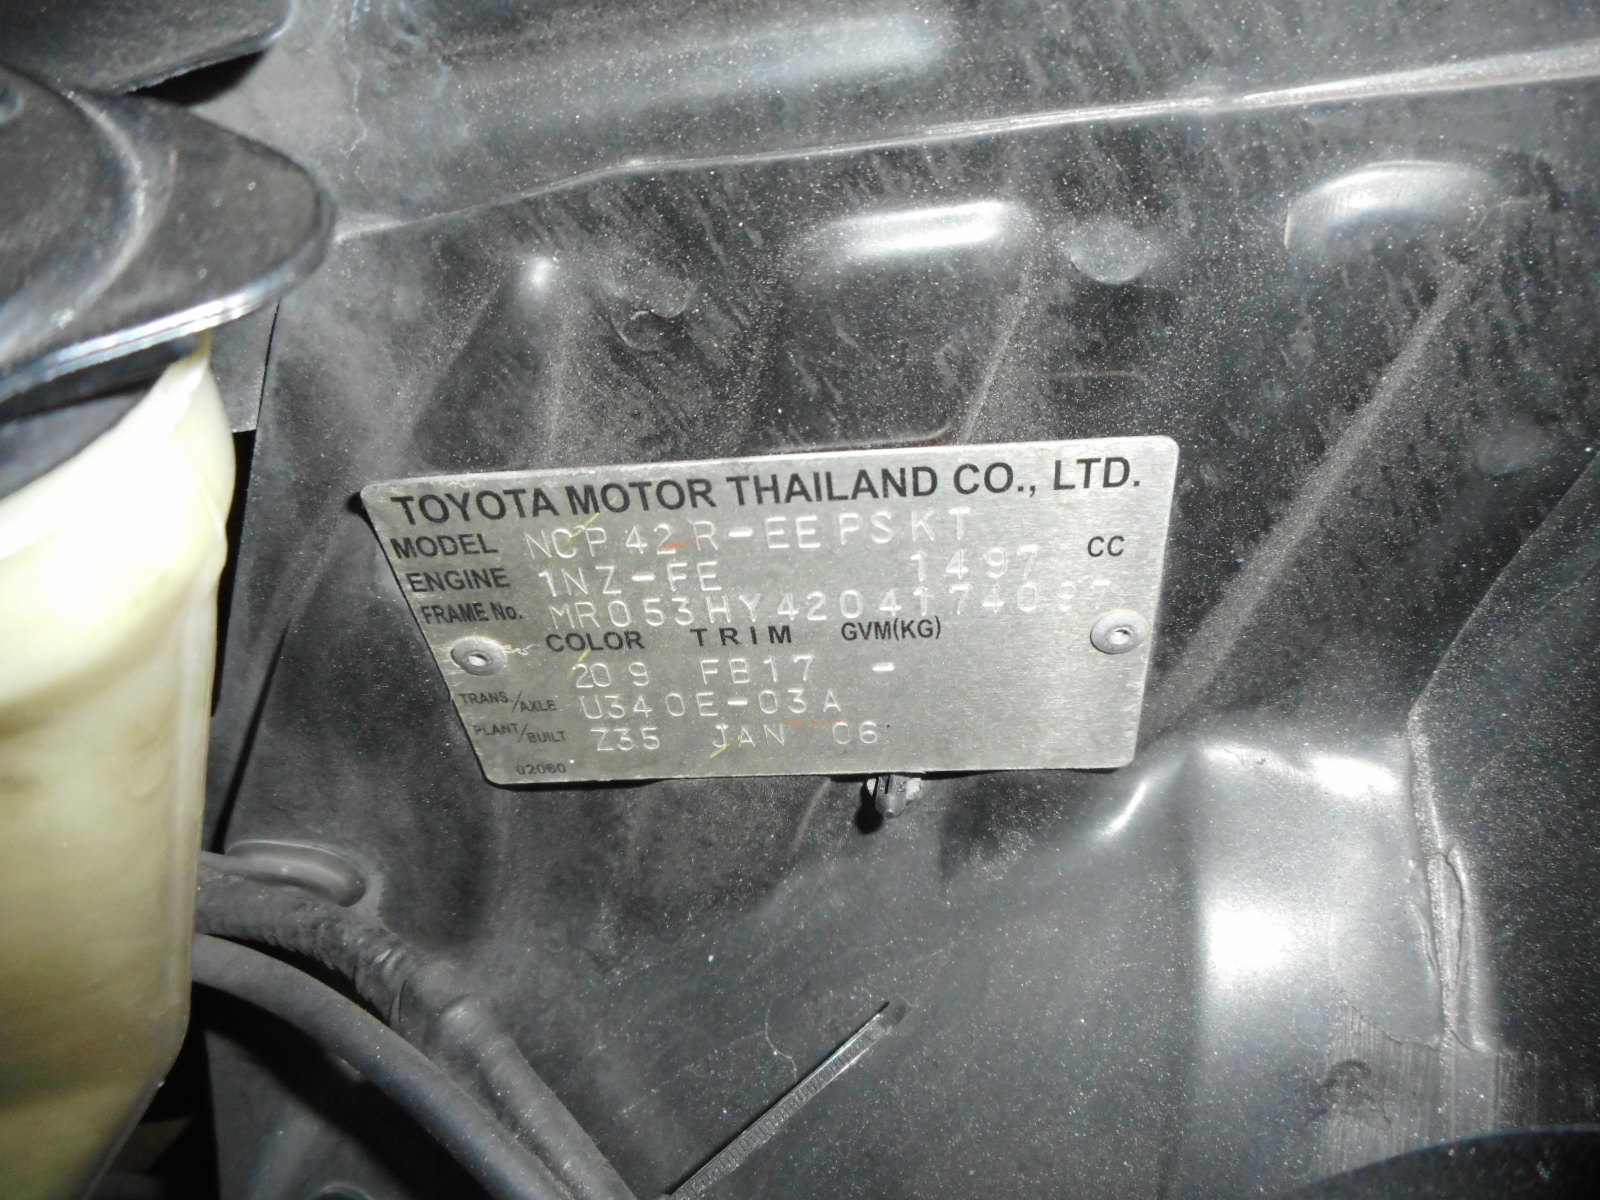 TOYOTA MOTOR THAILAND CO., LTD.
MODEL NCP42R-EEPSKT
ENGINE 1NZ-FE 1497 CC
FRAME No. MR053HY4204174097
COLOR TRIM GVM(KG)
209 FB17 -
TRANS./AXLE U340E-03A
PLANT/BUILT Z35 JAN 06
02060